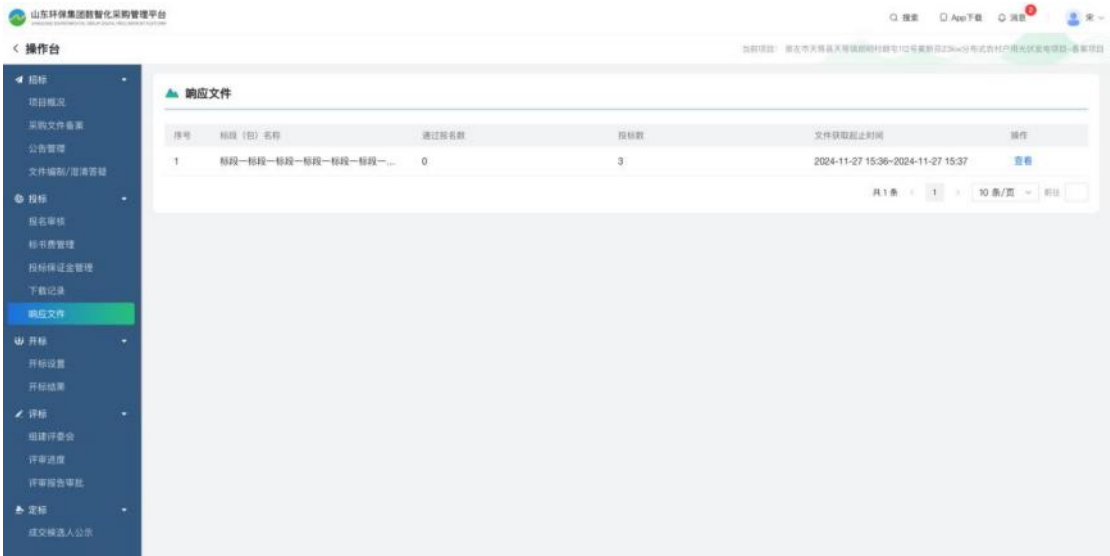 山东环保集团数智化采购管理平台
搜索 App下载 消息 2 宋
操作台
当前项目：
招标
项目概况
采购文件备案
公告管理
文件编制/澄清答疑
投标
报名审核
标书费管理
投标保证金管理
下载记录
响应文件
开标
开标设置
开标结果
评标
组建评委会
评审进度
评审报告审批
定标
成交候选人公示
响应文件
序号 标段（包）名称 通过报名数 投标数 文件获取起止时间 操作
1 标段一标段一标段一标段一标段一标段一... 0 3 2024-11-27 15:36~2024-11-27 15:37 查看
共 1 条 1 10 条/页 前往